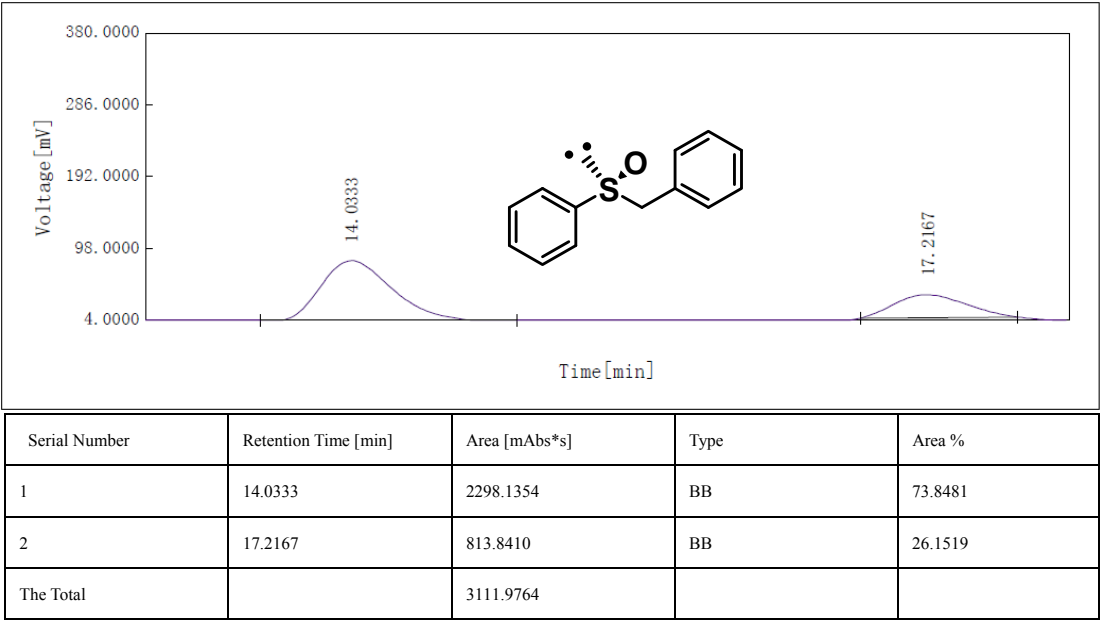 380.0000
286.0000
192.0000
98.0000
4.0000
Voltage[mV]
14.0333
17.2167
S
O
Time[min]
Serial Number Retention Time [min] Area [mAbs*s] Type Area %
1 14.0333 2298.1354 BB 73.8481
2 17.2167 813.8410 BB 26.1519
The Total 3111.9764